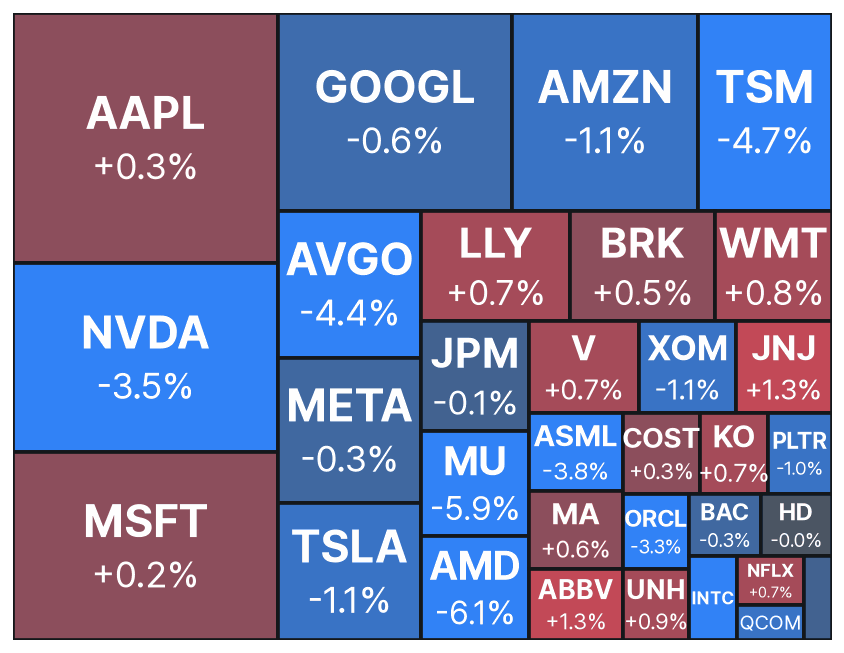 AAPL
+0.3%
GOOGL
-0.6%
AMZN
-1.1%
TSM
-4.7%
NVDA
-3.5%
AVGO
-4.4%
LLY
+0.7%
BRK
+0.5%
WMT
+0.8%
META
-0.3%
JPM
-0.1%
V
+0.7%
XOM
-1.1%
JNJ
+1.3%
MSFT
+0.2%
TSLA
-1.1%
MU
-5.9%
AMD
-6.1%
ASML
-3.8%
COST
+0.3%
KO
+0.7%
PLTR
-1.0%
MA
+0.6%
ORCL
-3.3%
BAC
-0.3%
HD
-0.0%
ABBV
+1.3%
UNH
+0.9%
INTC
NFLX
+0.7%
QCOM